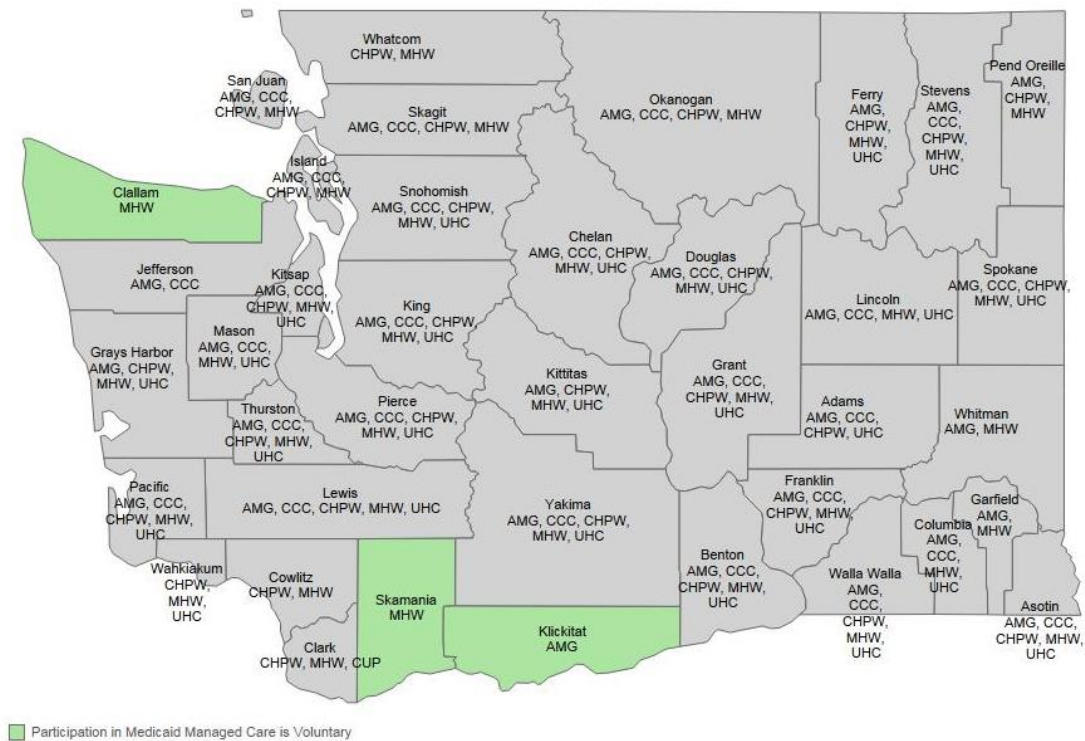 Whatcom
CHPW, MHW
San Juan
AMG, CCC,
CHPW, MHW
Skagit
AMG, CCC, CHPW, MHW
Okanogan
AMG, CCC, CHPW, MHW
Ferry
AMG,
CHPW,
MHW,
UHC
Stevens
AMG,
CCC,
CHPW,
MHW,
UHC
Pend Oreille
AMG,
CHPW,
MHW
Island
AMG, CCC,
CHPW, MHW
Clallam
MHW
Snohomish
AMG, CCC, CHPW,
MHW, UHC
Chelan
AMG, CCC, CHPW,
MHW, UHC
Douglas
AMG, CCC, CHPW,
MHW, UHC
Jefferson
AMG, CCC
Kitsap
AMG, CCC,
CHPW, MHW,
UHC
King
AMG, CCC, CHPW,
MHW, UHC
Lincoln
AMG, CCC, MHW, UHC
Spokane
AMG, CCC, CHPW,
MHW, UHC
Mason
AMG, CCC,
MHW, UHC
Grays Harbor
AMG, CHPW,
MHW, UHC
Kittitas
AMG, CHPW,
MHW, UHC
Grant
AMG, CCC,
CHPW, MHW,
UHC
Thurston
AMG, CCC,
CHPW, MHW,
UHC
Pierce
AMG, CCC, CHPW,
MHW, UHC
Adams
AMG, CCC,
CHPW, UHC
Whitman
AMG, MHW
Pacific
AMG, CCC,
CHPW, MHW,
UHC
Lewis
AMG, CCC, CHPW, MHW, UHC
Yakima
AMG, CCC, CHPW,
MHW, UHC
Franklin
AMG, CCC,
CHPW, MHW,
UHC
Garfield
AMG,
MHW
Columbia
AMG,
CCC,
MHW,
UHC
Benton
AMG, CCC,
CHPW, MHW,
UHC
Wahkiakum
CHPW,
MHW,
UHC
Cowlitz
CHPW, MHW
Skamania
MHW
Walla Walla
AMG,
CCC,
CHPW,
MHW,
UHC
Asotin
AMG, CCC,
CHPW, MHW,
UHC
Klickitat
AMG
Clark
CHPW, MHW, CUP
Participation in Medicaid Managed Care is Voluntary